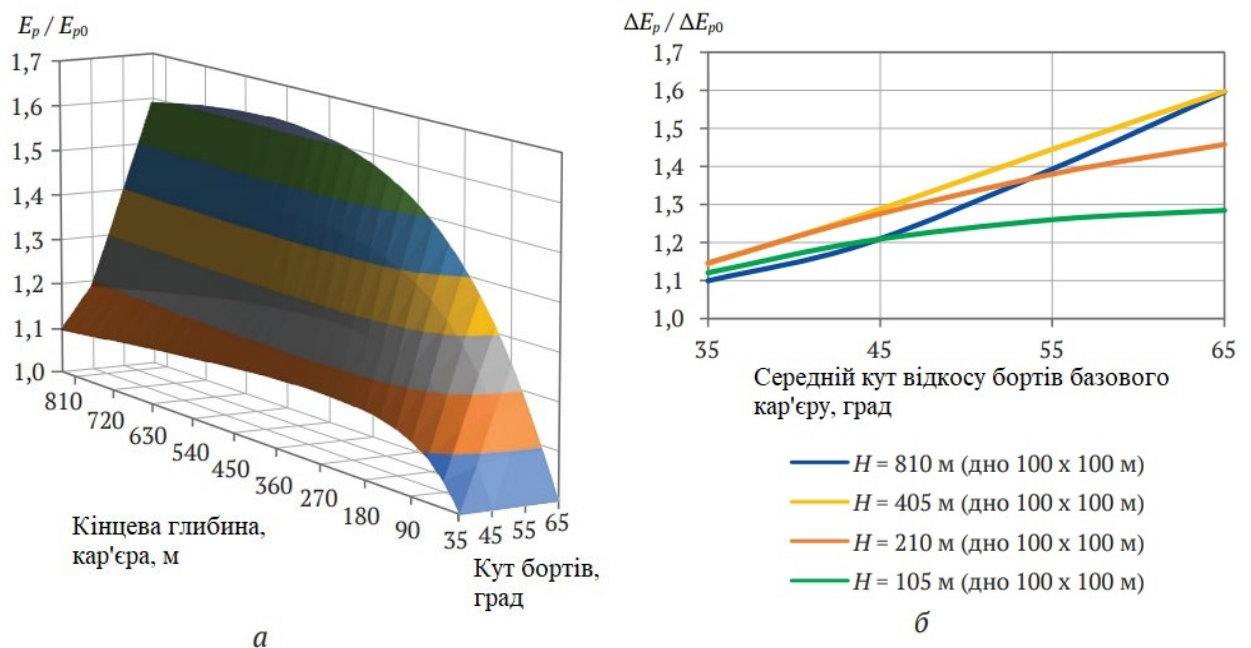 Eₚ / Eₚ₀
1,7
1,6
1,5
1,4
1,3
1,2
1,1
1,0
810
720
630
540
450
360
270
180
90
35
45
55
65
Кінцева глибина,
кар'єра, м
Кут бортів,
град
а
ΔEₚ / ΔEₚ₀
1,7
1,6
1,5
1,4
1,3
1,2
1,1
1,0
35
45
55
65
Середній кут відкосу бортів базового
кар'єру, град
H = 810 м (дно 100 х 100 м)
H = 405 м (дно 100 х 100 м)
H = 210 м (дно 100 х 100 м)
H = 105 м (дно 100 х 100 м)
б